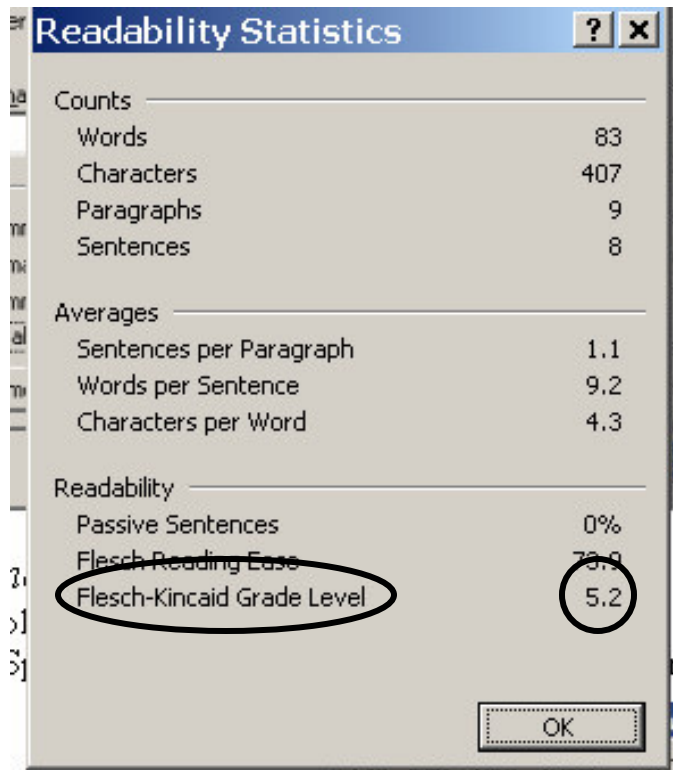 Readability Statistics
Counts
Words 83
Characters 407
Paragraphs 9
Sentences 8
Averages
Sentences per Paragraph 1.1
Words per Sentence 9.2
Characters per Word 4.3
Readability
Passive Sentences 0%
Flesch Reading Ease 73.9
Flesch-Kincaid Grade Level 5.2
OK